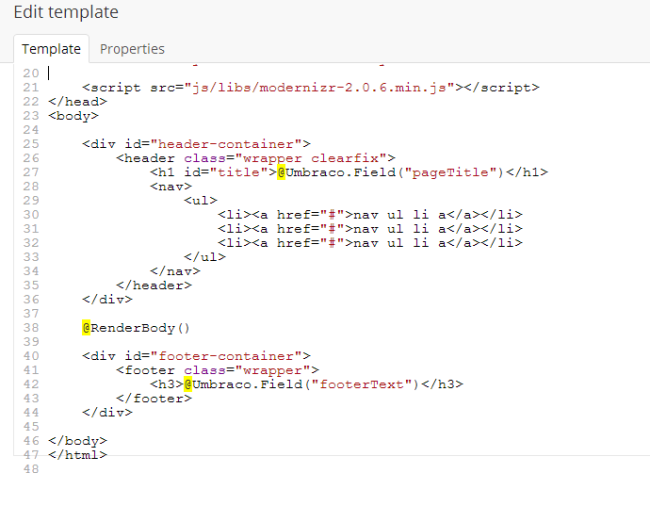 Edit template
Template Properties
20
21     <script src="js/libs/modernizr-2.0.6.min.js"></script>
22 </head>
23 <body>
24
25     <div id="header-container">
26         <header class="wrapper clearfix">
27             <h1 id="title">@Umbraco.Field("pageTitle")</h1>
28             <nav>
29                 <ul>
30                     <li><a href="#">nav ul li a</a></li>
31                     <li><a href="#">nav ul li a</a></li>
32                     <li><a href="#">nav ul li a</a></li>
33                 </ul>
34             </nav>
35         </header>
36     </div>
37
38     @RenderBody()
39
40     <div id="footer-container">
41         <footer class="wrapper">
42             <h3>@Umbraco.Field("footerText")</h3>
43         </footer>
44     </div>
45
46 </body>
47 </html>
48